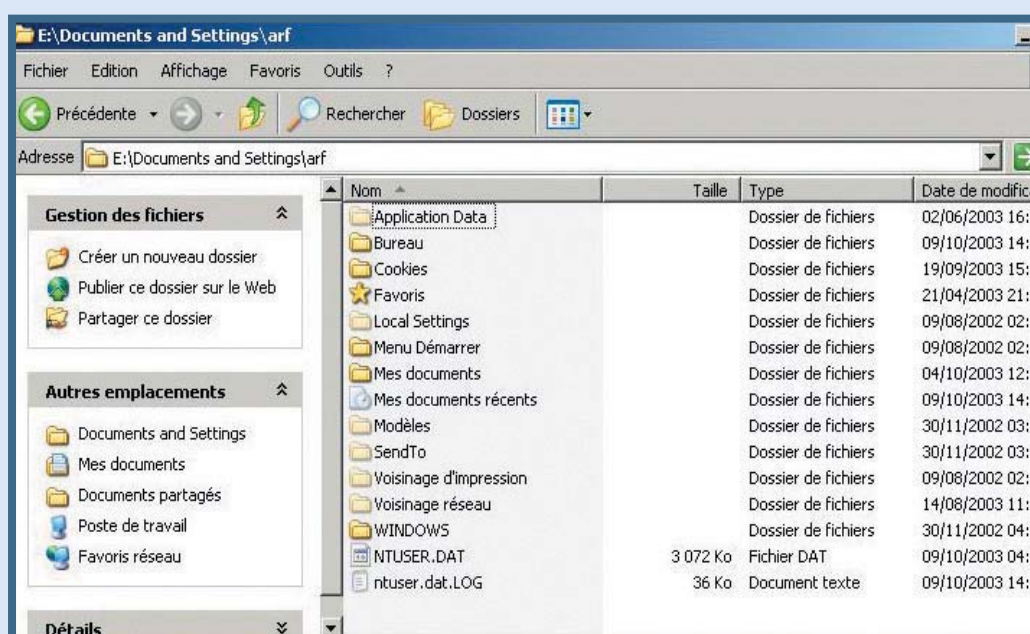 E:\Documents and Settings\arf
Fichier Edition Affichage Favoris Outils ?
Précédente Rechercher Dossiers
Adresse E:\Documents and Settings\arf
Gestion des fichiers
Créer un nouveau dossier
Publier ce dossier sur le Web
Partager ce dossier
Autres emplacements
Documents and Settings
Mes documents
Documents partagés
Poste de travail
Favoris réseau
Détails
Nom Taille Type Date de modific
Application Data Dossier de fichiers 02/06/2003 16:
Bureau Dossier de fichiers 09/10/2003 14:
Cookies Dossier de fichiers 19/09/2003 15:
Favoris Dossier de fichiers 21/04/2003 21:
Local Settings Dossier de fichiers 09/08/2002 02:
Menu Démarrer Dossier de fichiers 09/08/2002 02:
Mes documents Dossier de fichiers 04/10/2003 12:
Mes documents récents Dossier de fichiers 09/10/2003 14:
Modèles Dossier de fichiers 30/11/2002 03:
SendTo Dossier de fichiers 30/11/2002 03:
Voisinage d'impression Dossier de fichiers 09/08/2002 02:
Voisinage réseau Dossier de fichiers 14/08/2003 11:
WINDOWS Dossier de fichiers 30/11/2002 04:
NTUSER.DAT 3 072 Ko Fichier DAT 09/10/2003 04:
ntuser.dat.LOG 36 Ko Document texte 09/10/2003 14: